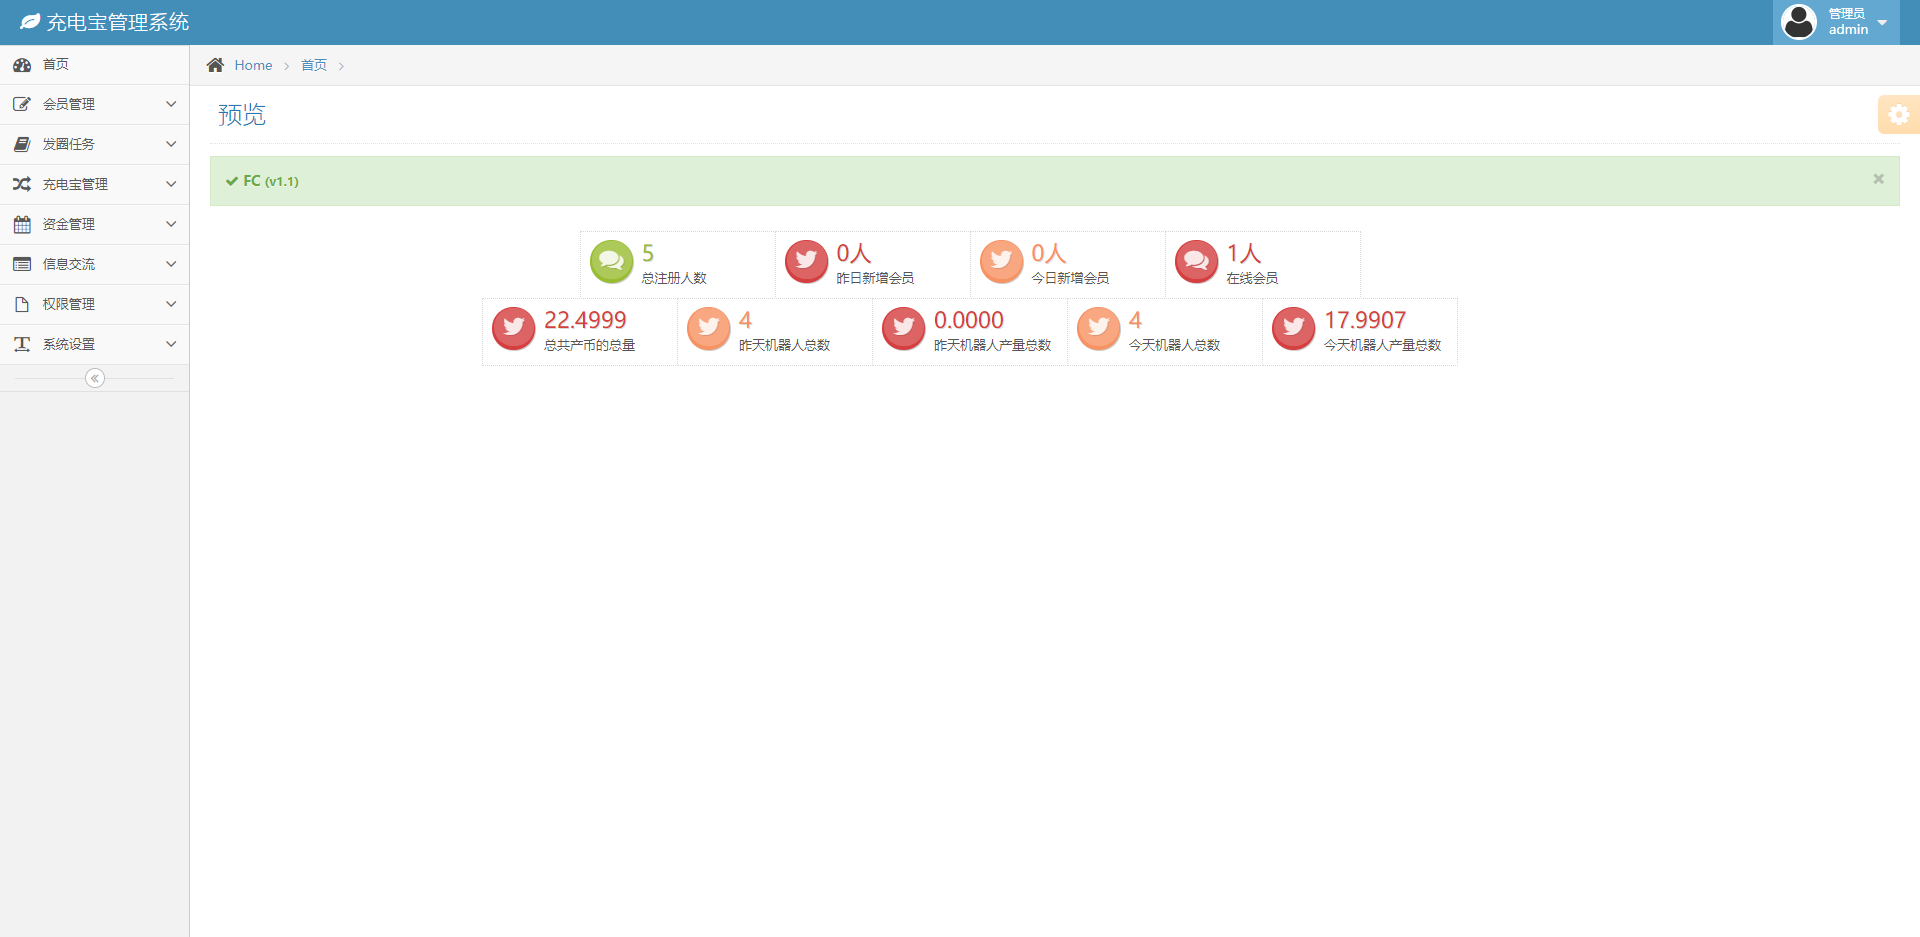 充电宝管理系统
管理员
admin
首页
会员管理
发圈任务
充电宝管理
资金管理
信息交流
权限管理
系统设置
Home
首页
预览
FC (v1.1)
5
总注册人数
0人
昨日新增会员
0人
今日新增会员
1人
在线会员
22.4999
总共产币的总量
4
昨天机器人总数
0.0000
昨天机器人产量总数
4
今天机器人总数
17.9907
今天机器人产量总数